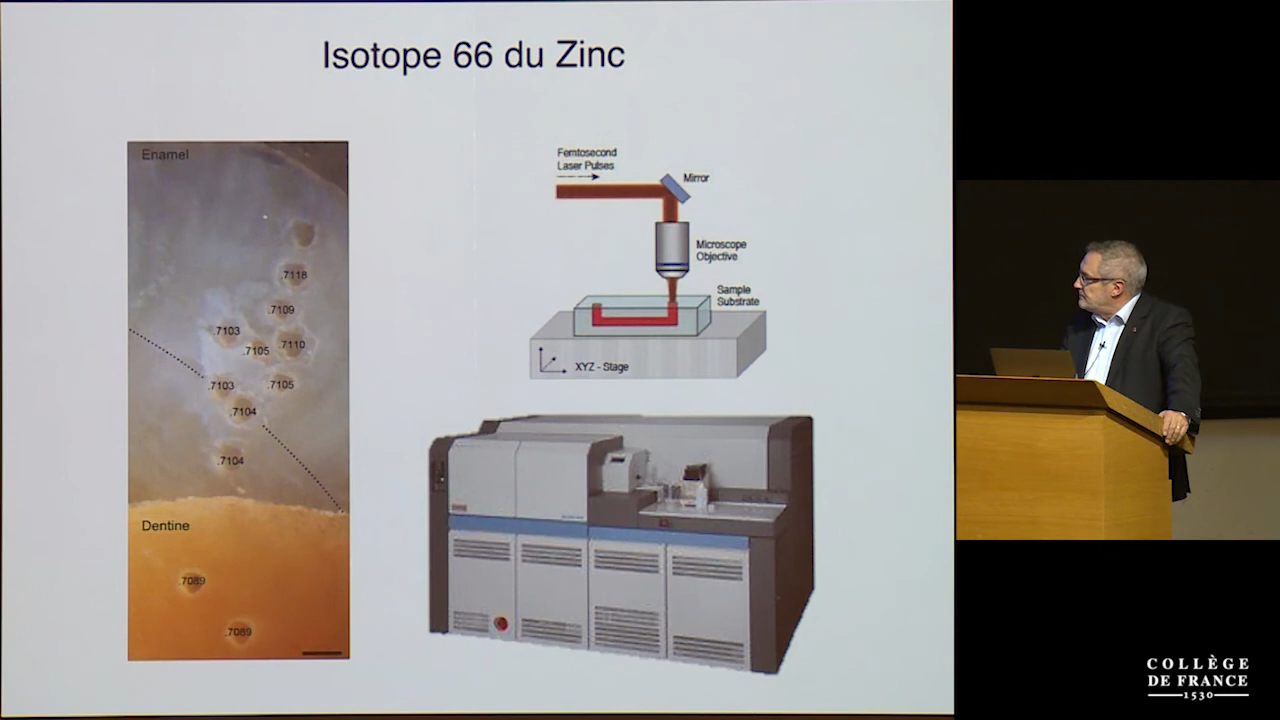 Isotope 66 du Zinc
Enamel
.7118
.7109
.7103
.7110
.7105
.7103
.7105
.7104
.7104
Dentine
.7089
.7089
Femtosecond
Laser Pulses
Mirror
Microscope
Objective
Sample
Substrate
XYZ - Stage
COLLÈGE
DE FRANCE
1530